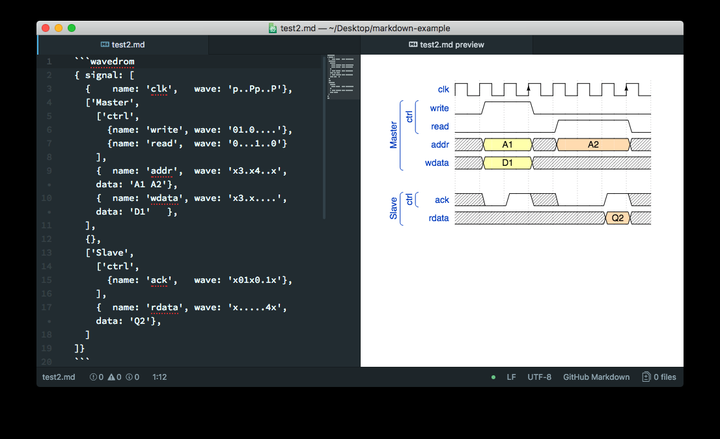 test2.md — ~/Desktop/markdown-example
test2.md
test2.md preview
1 ```wavedrom
2 { signal: [
3 { name: 'clk', wave: 'p..Pp..P'},
4 ['Master',
5 ['ctrl',
6 {name: 'write', wave: '01.0....'},
7 {name: 'read', wave: '0...1..0'}
8 ],
9 { name: 'addr', wave: 'x3.x4..x',
• data: 'A1 A2'},
10 { name: 'wdata', wave: 'x3.x....',
• data: 'D1' },
11 ],
12 {},
13 ['Slave',
14 ['ctrl',
15 {name: 'ack', wave: 'x01x0.1x'},
16 ],
17 { name: 'rdata', wave: 'x.....4x',
• data: 'Q2'},
18 ]
19 ]}
20 ```
clk
Master
ctrl
write
read
addr A1 A2
wdata D1
Slave
ctrl
ack
rdata Q2
test2.md 0 0 0 1:12 LF UTF-8 GitHub Markdown 0 files